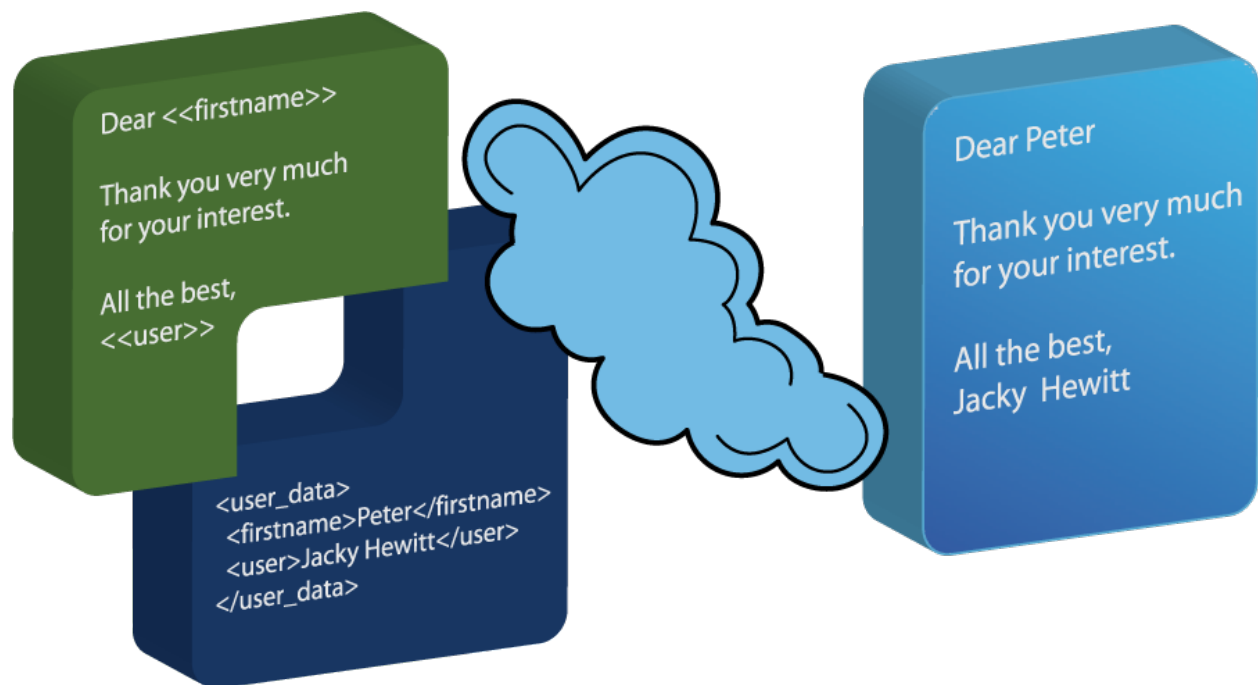 Dear <<firstname>>
Thank you very much
for your interest.
All the best,
<<user>>
<user_data>
<firstname>Peter</firstname>
<user>Jacky Hewitt</user>
</user_data>
Dear Peter
Thank you very much
for your interest.
All the best,
Jacky Hewitt